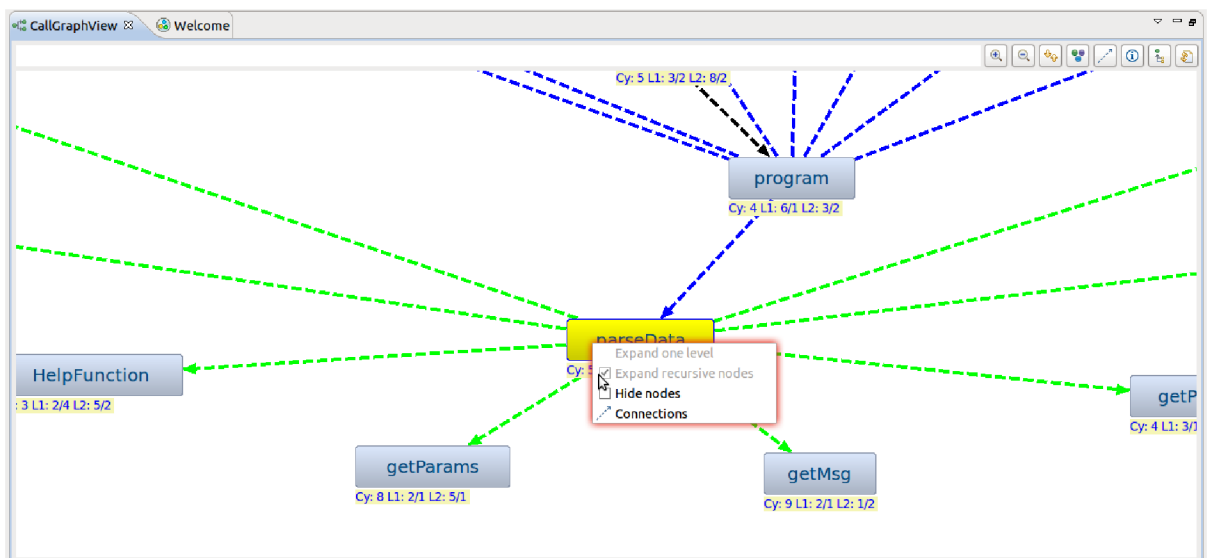 CallGraphView
Welcome
Cy: 5 L1: 3/2 L2: 8/2
program
Cy: 4 L1: 6/1 L2: 3/2
parseData
Expand one level
Cy:
Expand recursive nodes
HelpFunction
Hide nodes
getP
: 3 L1: 2/4 L2: 5/2
Connections
Cy: 4 L1: 3/1
getParams
getMsg
Cy: 8 L1: 2/1 L2: 5/1
Cy: 9 L1: 2/1 L2: 1/2